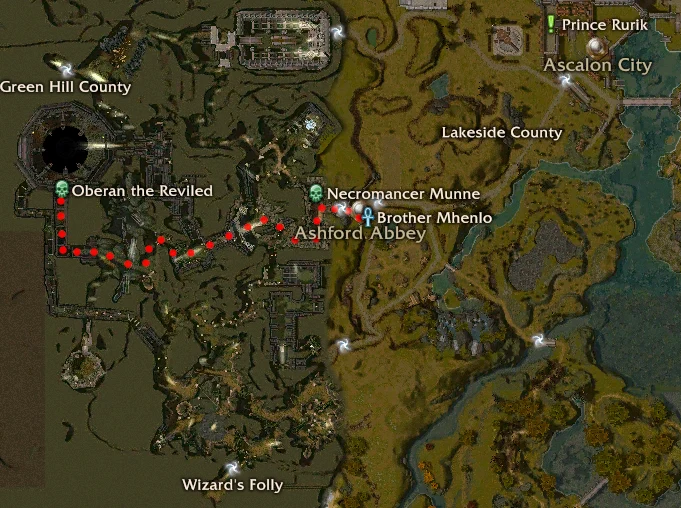 Prince Rurik
Ascalon City
Green Hill County
Lakeside County
Oberan the Reviled
Necromancer Munne
Brother Mhenlo
Ashford Abbey
Wizard's Folly